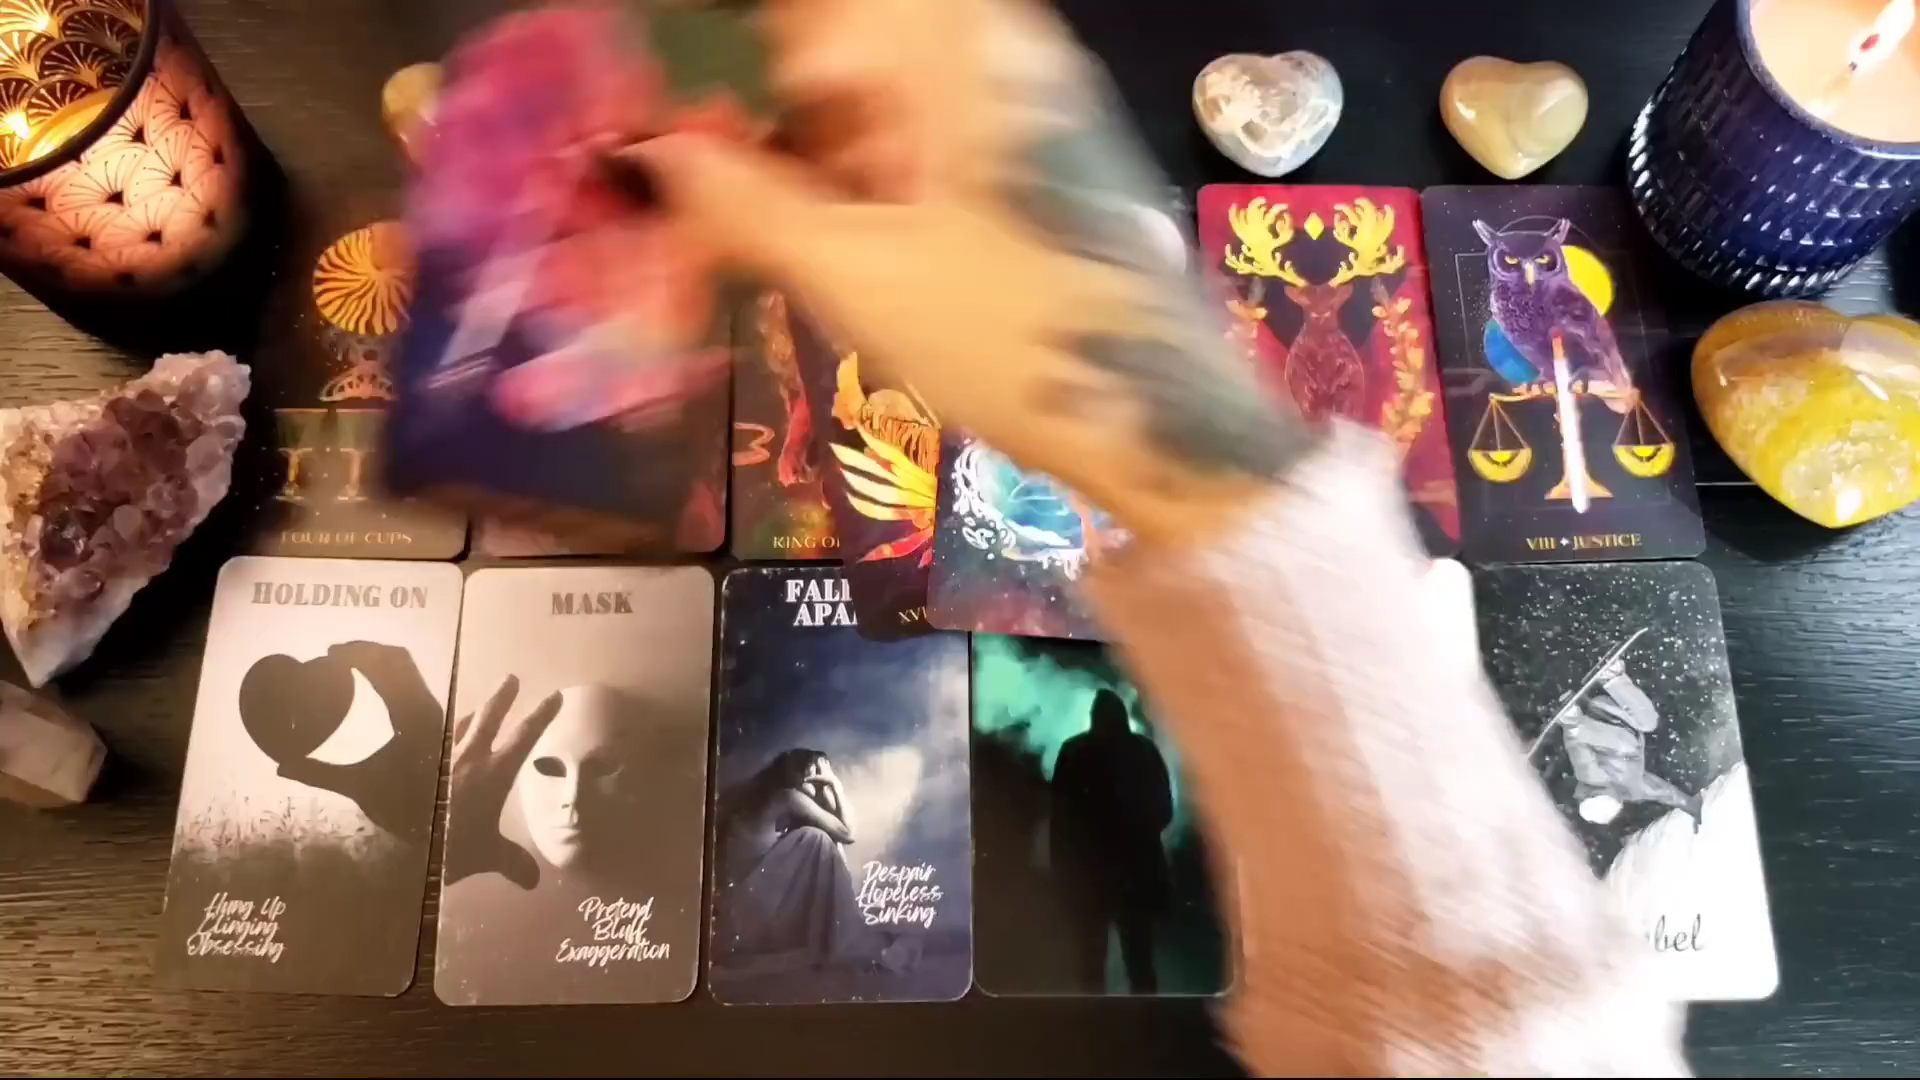 FOUR OF CUPS
KING O
VIII + JUSTICE
HOLDING ON
MASK
FALL
APA
XVI
Hung Up
Clinging
Obsessing
Pretend
Bluff
Exaggeration
Despair
Hopeless
Sinking
bel